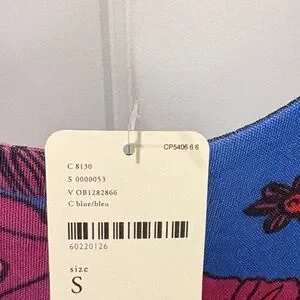 CP5406 6.6
C 8130
S 0000053
V OB1282866
C blue/bleu
60220126
size
S